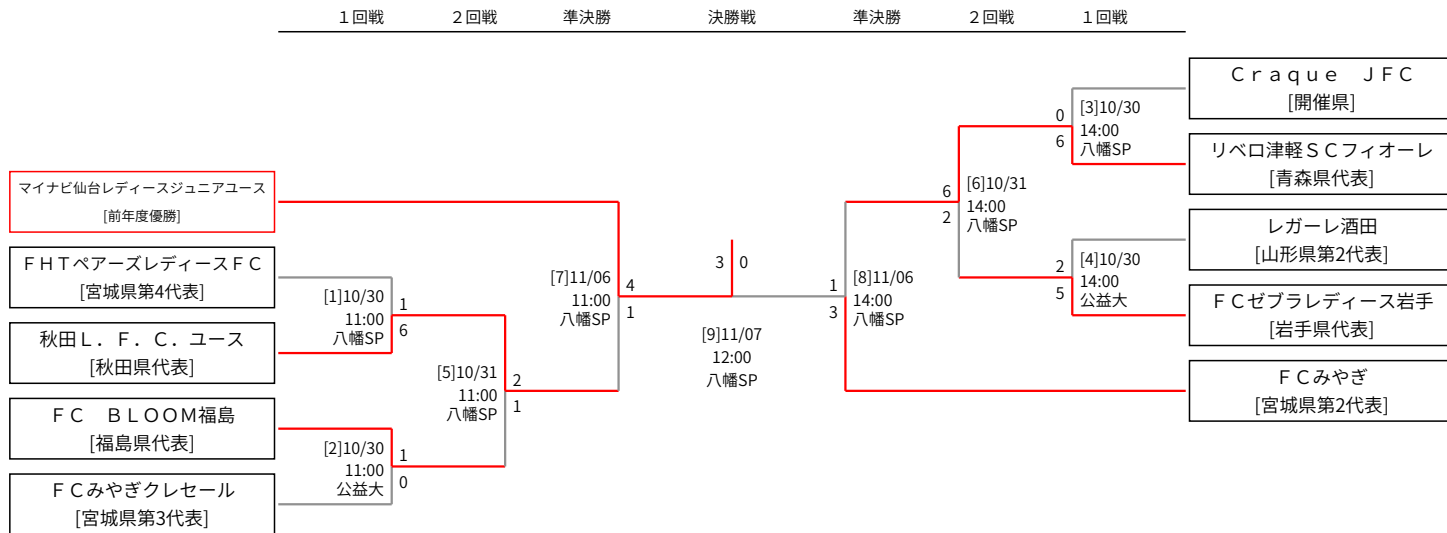 １回戦 ２回戦 準決勝 決勝戦 準決勝 ２回戦 １回戦
マイナビ仙台レディースジュニアユース
[前年度優勝]
ＦＨＴペアーズレディースＦＣ
[宮城県第4代表]
秋田Ｌ．Ｆ．Ｃ．ユース
[秋田県代表]
ＦＣ　ＢＬＯＯＭ福島
[福島県代表]
ＦＣみやぎクレセール
[宮城県第3代表]
[1]10/30
11:00
八幡SP
1
6
[2]10/30
11:00
公益大
1
0
[5]10/31
11:00
八幡SP
2
1
[7]11/06
11:00
八幡SP
4
1
3 0
[9]11/07
12:00
八幡SP
1
3
[8]11/06
14:00
八幡SP
6
2
[6]10/31
14:00
八幡SP
0
6
[3]10/30
14:00
八幡SP
2
5
[4]10/30
14:00
公益大
Ｃｒａｑｕｅ　ＪＦＣ
[開催県]
リベロ津軽ＳＣフィオーレ
[青森県代表]
レガーレ酒田
[山形県第2代表]
ＦＣゼブラレディース岩手
[岩手県代表]
ＦＣみやぎ
[宮城県第2代表]